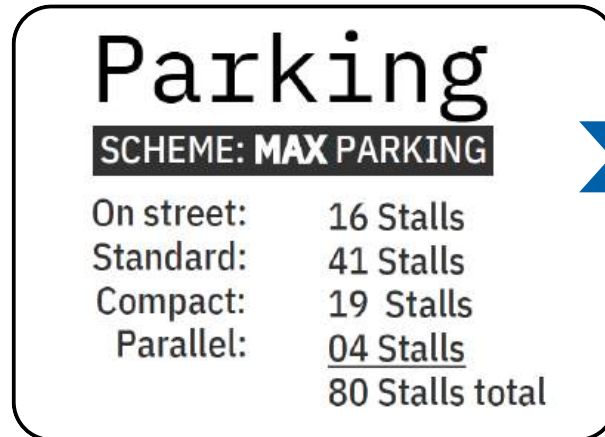 Parking
SCHEME: MAX PARKING
On street: 16 Stalls
Standard: 41 Stalls
Compact: 19 Stalls
Parallel: 04 Stalls
80 Stalls total